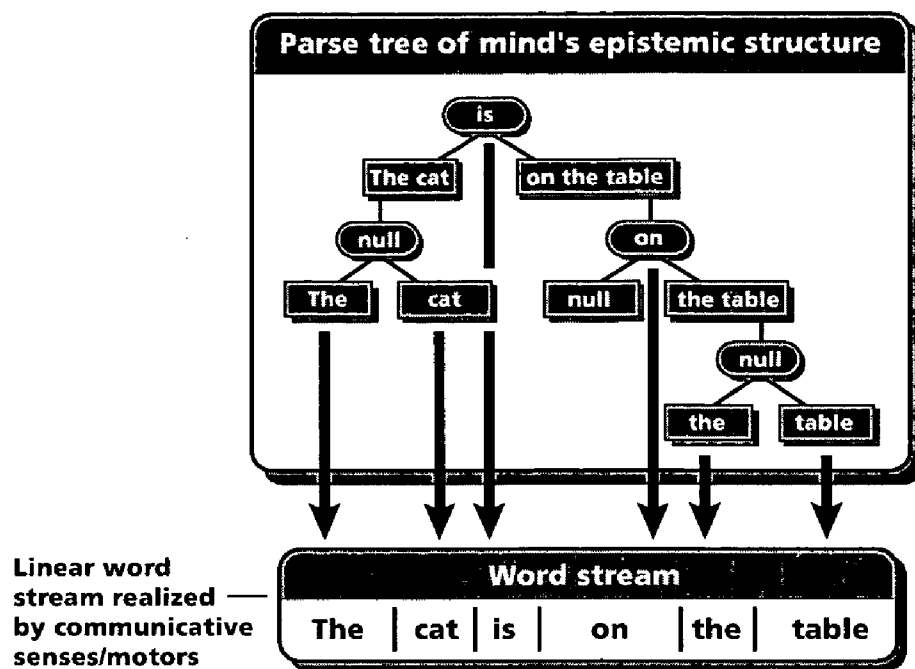 Parse tree of mind's epistemic structure
is
The cat
on the table
null
on
The
cat
null
the table
null
the
table
Linear word
stream realized
by communicative
senses/motors
Word stream
The cat is on the table